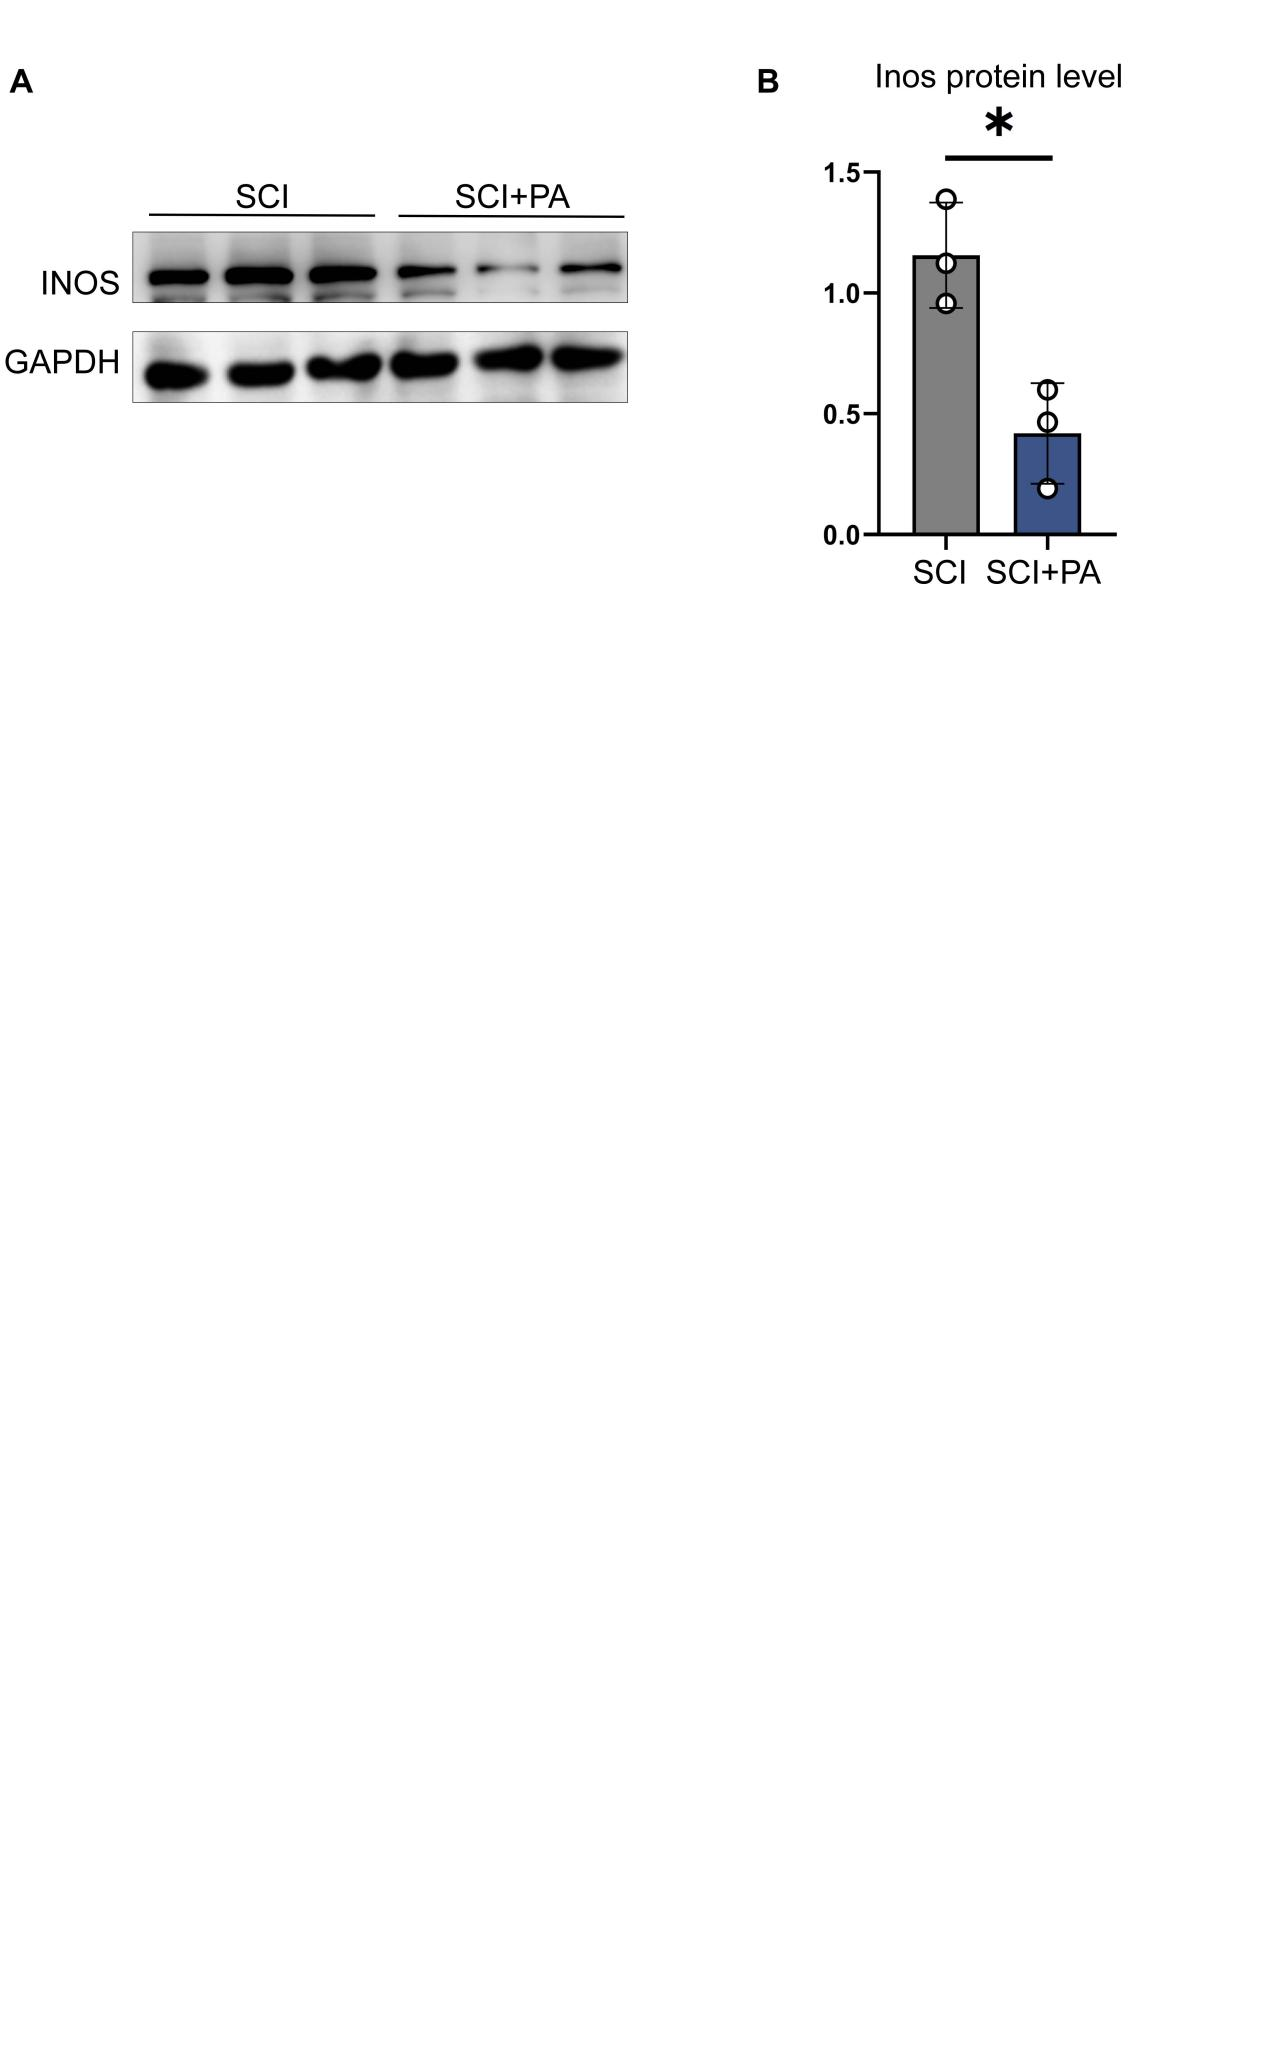 A
SCI
SCI+PA
INOS
GAPDH
B
Inos protein level
*
1.5
1.0
0.5
0.0
SCI
SCI+PA